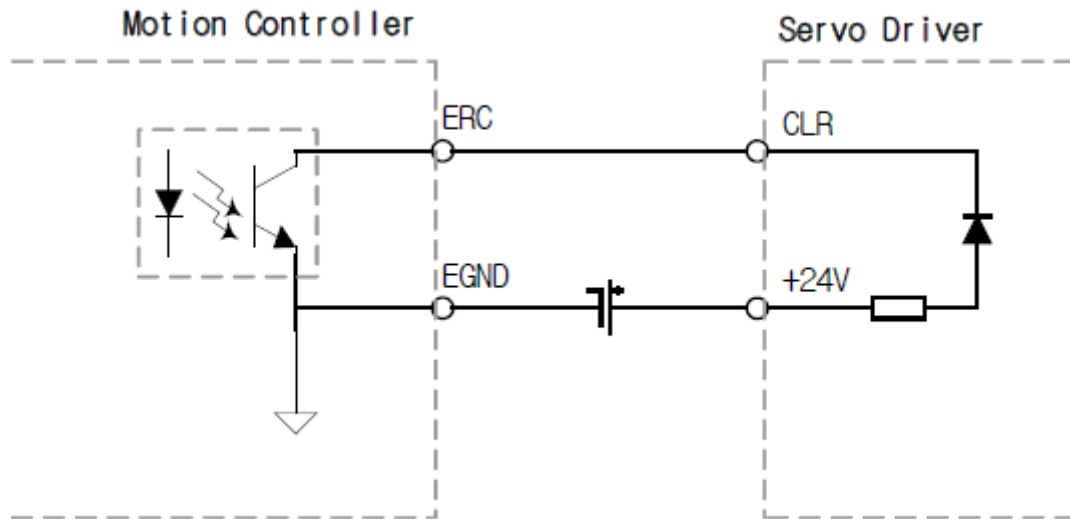 Motion Controller
Servo Driver
ERC
CLR
EGND
+24V